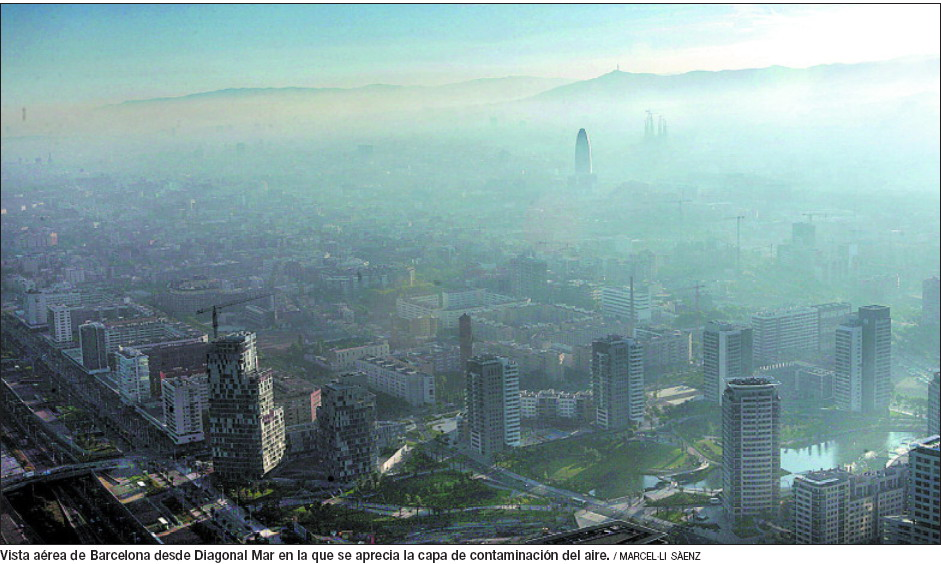 Vista aérea de Barcelona desde Diagonal Mar en la que se aprecia la capa de contaminación del aire. / MARCEL·LI SÀENZ